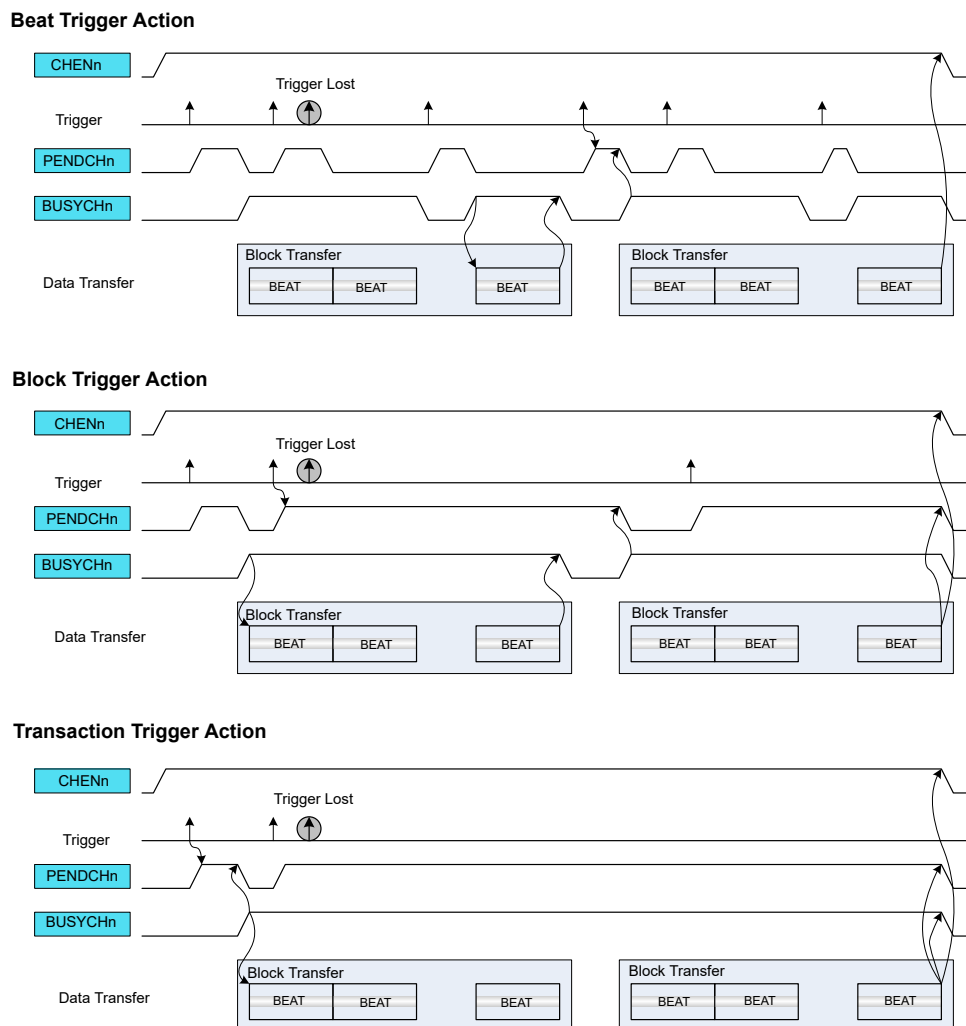 Beat Trigger Action
CHENn
Trigger Lost
Trigger
PENDCHn
BUSYCHn
Block Transfer
Block Transfer
Data Transfer
BEAT
BEAT
BEAT
BEAT
BEAT
BEAT
Block Trigger Action
CHENn
Trigger Lost
Trigger
PENDCHn
BUSYCHn
Block Transfer
Block Transfer
Data Transfer
BEAT
BEAT
BEAT
BEAT
BEAT
BEAT
Transaction Trigger Action
CHENn
Trigger Lost
Trigger
PENDCHn
BUSYCHn
Block Transfer
Block Transfer
Data Transfer
BEAT
BEAT
BEAT
BEAT
BEAT
BEAT